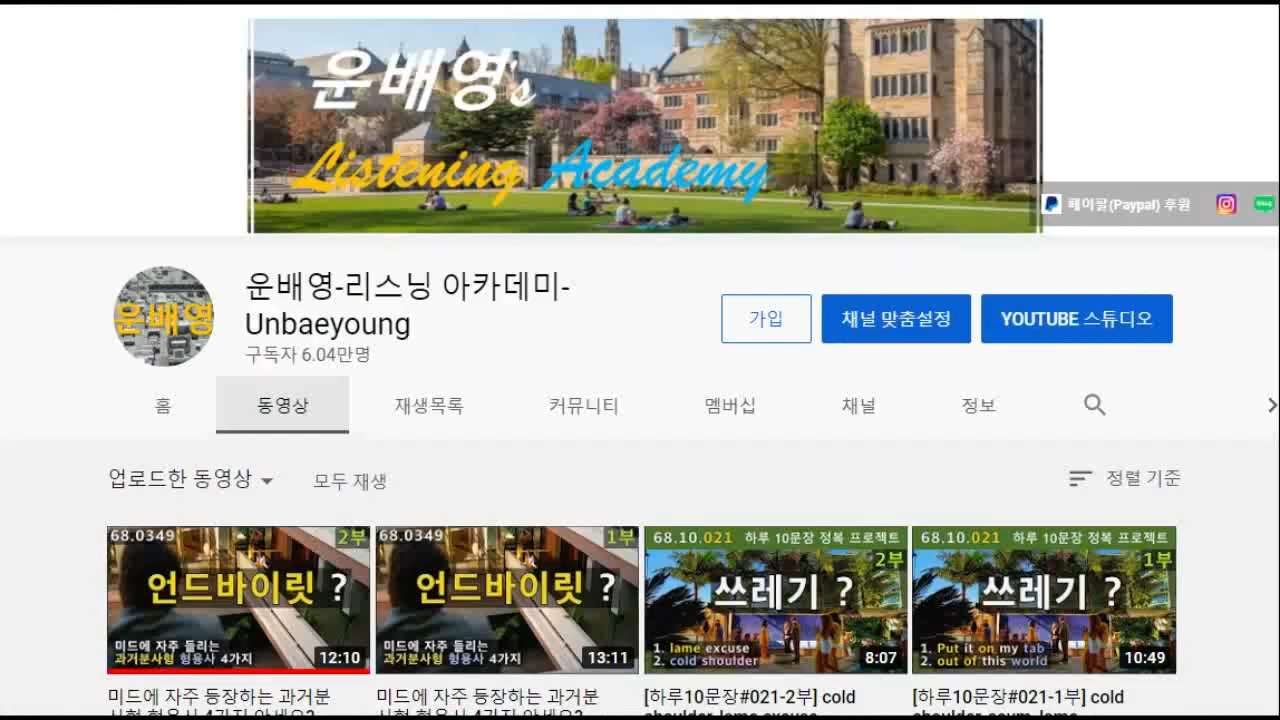 운배영's
Listening Academy
페이팔(Paypal) 후원
운배영
운배영-리스닝 아카데미-
Unbaeyoung
구독자 6.04만명
가입
채널 맞춤설정
YOUTUBE 스튜디오
홈
동영상
재생목록
커뮤니티
멤버십
채널
정보
업로드한 동영상
모두 재생
정렬 기준
68.0349
2부
언드바이릿 ?
미드에 자주 들리는
과거분사형 형용사 4가지
12:10
68.0349
1부
언드바이릿 ?
미드에 자주 들리는
과거분사형 형용사 4가지
13:11
68.10.021 하루 10문장 정복 프로젝트
2부
쓰레기 ?
1. lame excuse
2. cold shoulder
8:07
68.10.021 하루 10문장 정복 프로젝트
1부
쓰레기 ?
1. Put it on my tab
2. out of this world
10:49
미드에 자주 등장하는 과거분
미드에 자주 등장하는 과거분
[하루10문장#021-2부] cold
[하루10문장#021-1부] cold